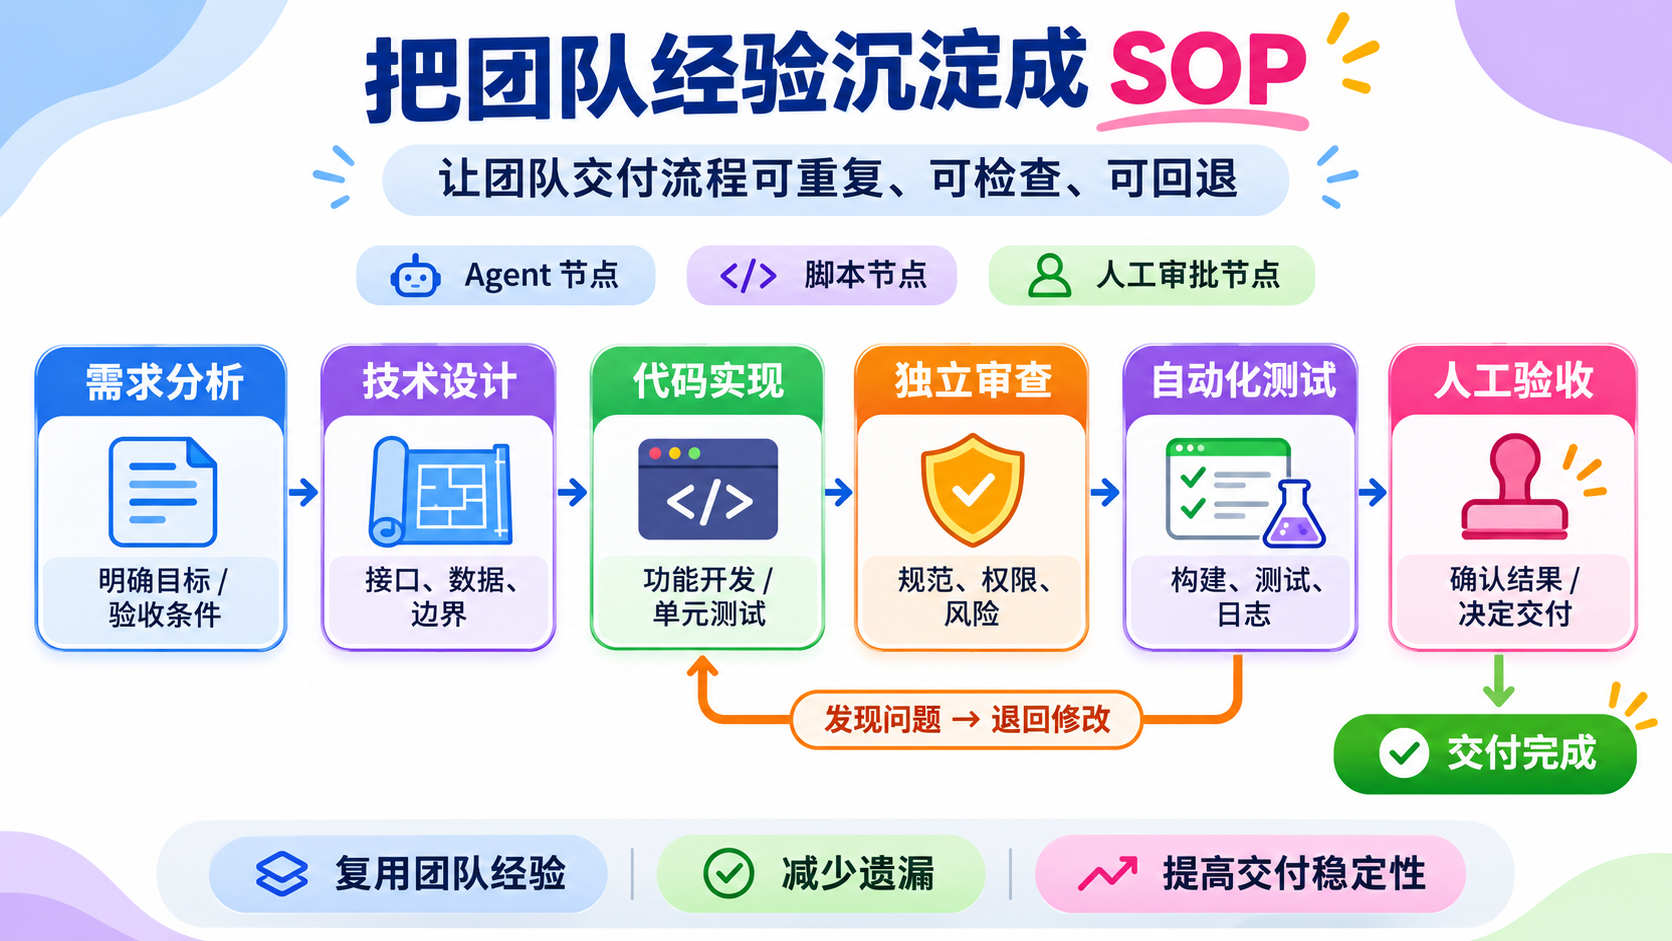 把团队经验沉淀成 SOP
让团队交付流程可重复、可检查、可回退
Agent 节点
</> 脚本节点
人工审批节点
需求分析
技术设计
代码实现
独立审查
自动化测试
人工验收
</>
明确目标 /
验收条件
接口、数据、
边界
功能开发 /
单元测试
规范、权限、
风险
构建、测试、
日志
确认结果 /
决定交付
发现问题 → 退回修改
交付完成
复用团队经验
减少遗漏
提高交付稳定性